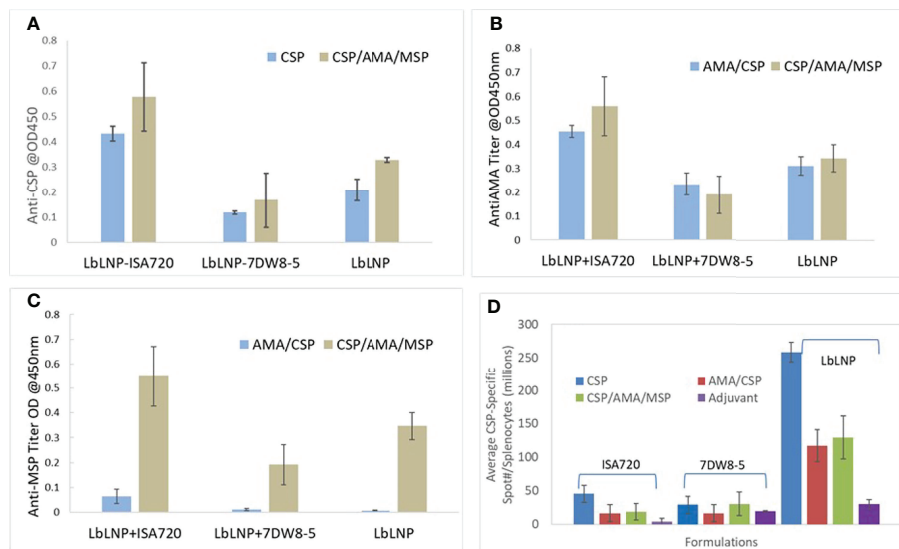 A
0.8
0.7
0.6
0.5
0.4
0.3
0.2
0.1
0
Anti-CSP @OD450
CSP
CSP/AMA/MSP
LbLNP-ISA720
LbLNP-7DW8-5
LbLNP
B
0.8
0.7
0.6
0.5
0.4
0.3
0.2
0.1
0
AntiAMA Titer @OD450nm
AMA/CSP
CSP/AMA/MSP
LbLNP+ISA720
LbLNP+7DW8-5
LbLNP
C
0.8
0.7
0.6
0.5
0.4
0.3
0.2
0.1
0
Anti-MSP Titer OD @450nm
AMA/CSP
CSP/AMA/MSP
LbLNP+ISA720
LbLNP+7DW8-5
LbLNP
D
300
250
200
150
100
50
0
Average CSP-Specific
Spot#/Splenocytes (millions)
CSP
AMA/CSP
CSP/AMA/MSP
Adjuvant
LbLNP
ISA720
7DW8-5
Formulations